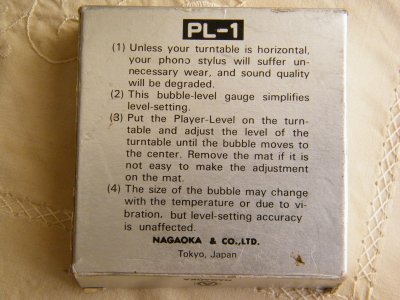 PL-1
(1) Unless your turntable is horizontal,
your phono stylus will suffer un-
necessary wear, and sound quality
will be degraded.
(2) This bubble-level gauge simplifies
level-setting.
(3) Put the Player-Level on the turn-
table and adjust the level of the
turntable until the bubble moves to
the center. Remove the mat if it is
not easy to make the adjustment
on the mat.
(4) The size of the bubble may change
with the temperature or due to vi-
bration, but level-setting accuracy
is unaffected.
NAGAOKA & CO.,LTD.
Tokyo, Japan